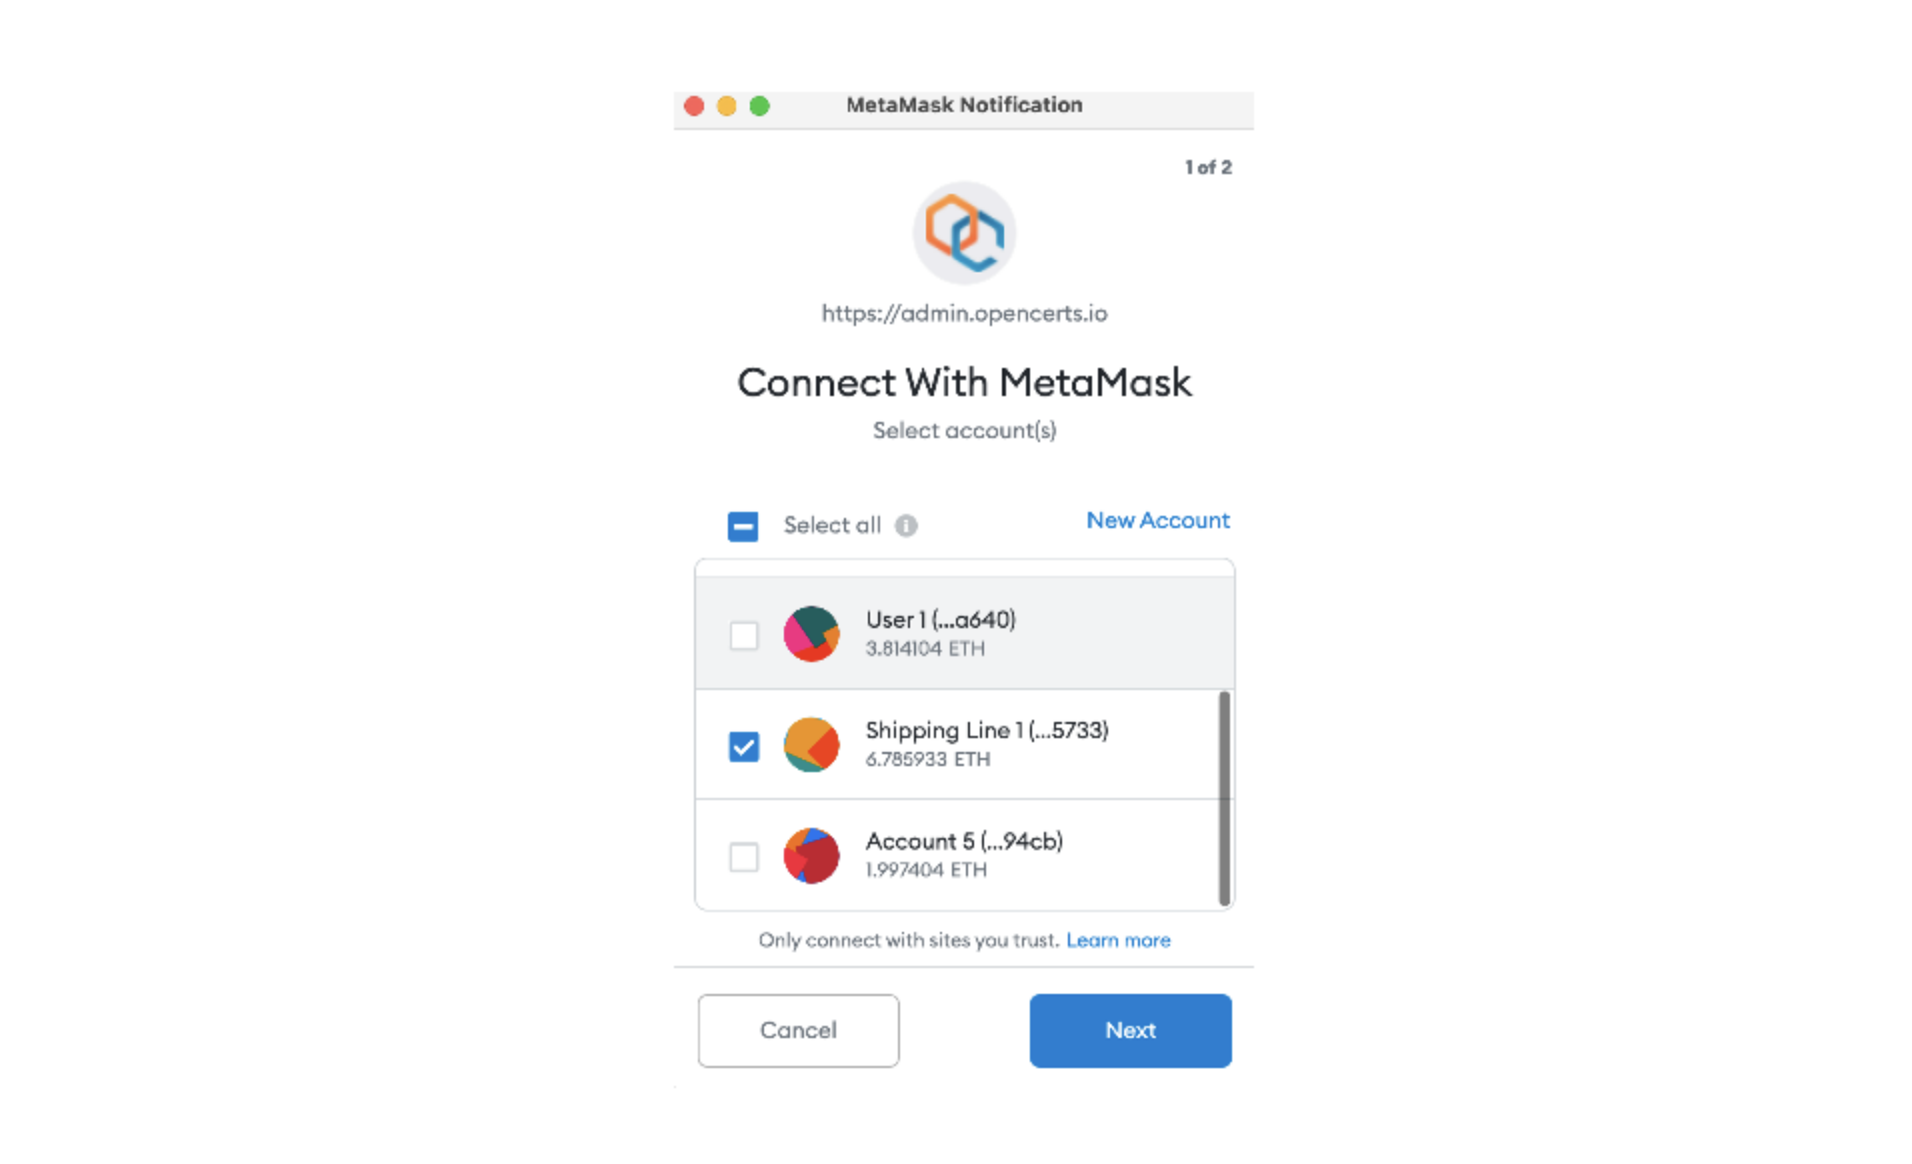 MetaMask Notification
1 of 2
https://admin.opencerts.io
Connect With MetaMask
Select account(s)
Select all
New Account
User 1 (...a640)
3.814104 ETH
Shipping Line 1 (...5733)
6.785933 ETH
Account 5 (...94cb)
1.997404 ETH
Only connect with sites you trust. Learn more
Cancel
Next